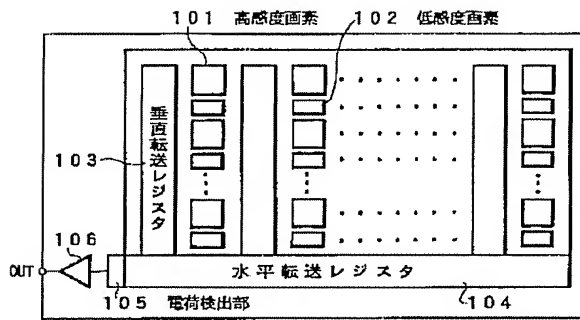 101 高感度画素
102 低感度画素
垂直転送レジスタ
103
106
OUT
水平転送レジスタ
105 電荷検出部
104